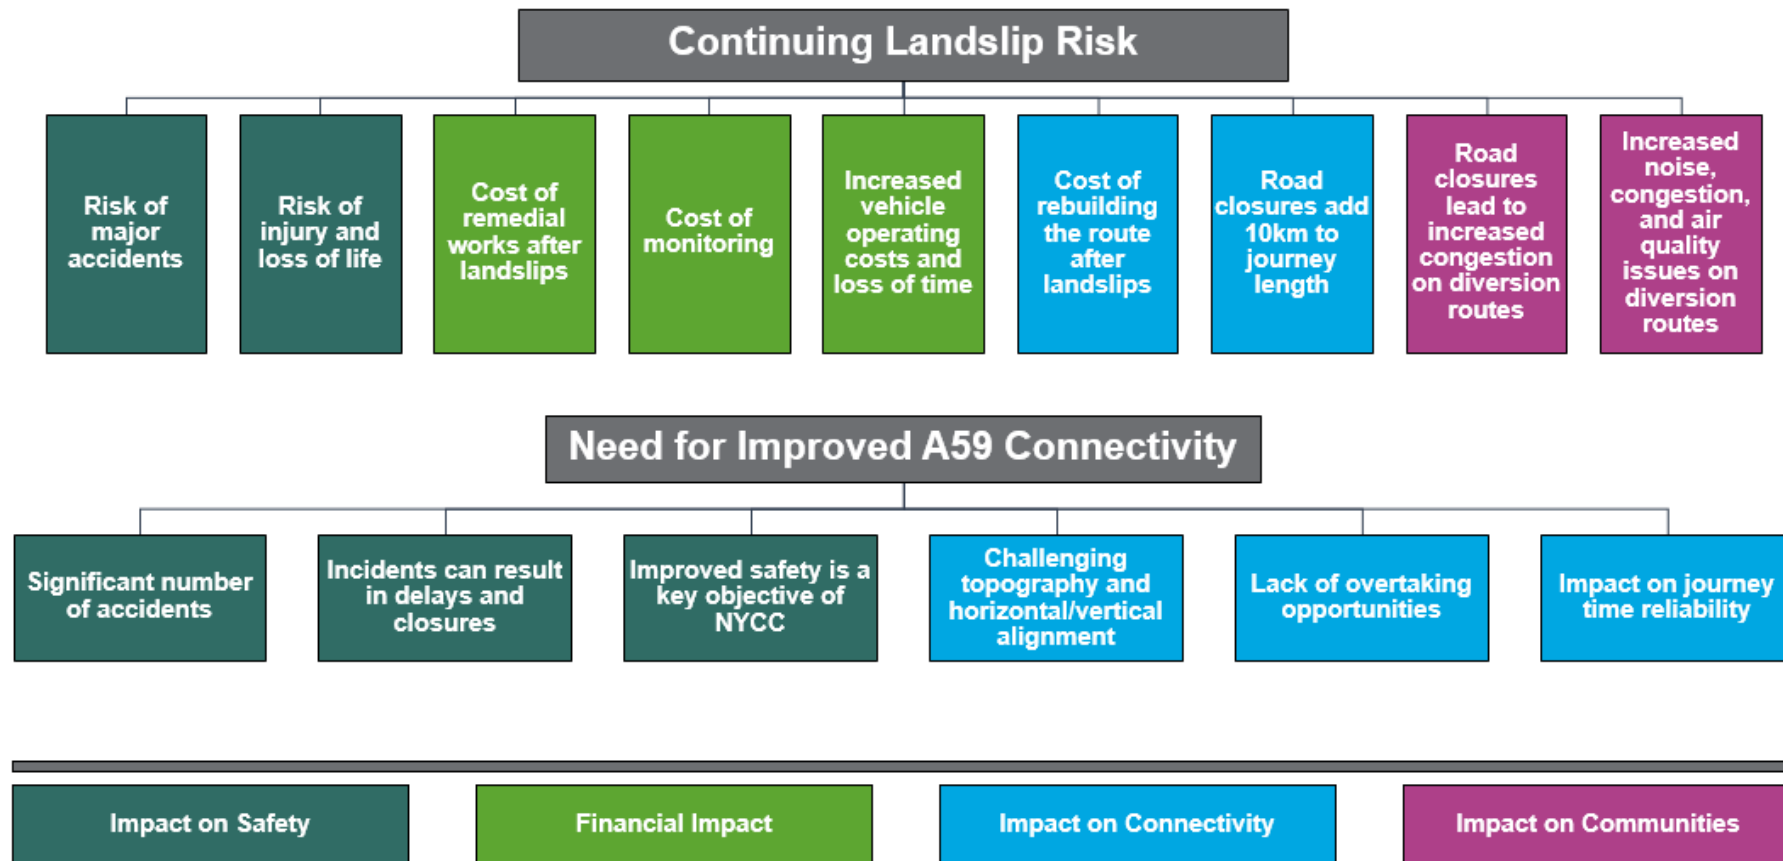 Continuing Landslip Risk
Risk of
major
accidents
Risk of
injury and
loss of life
Cost of
remedial
works after
landslips
Cost of
monitoring
Increased
vehicle
operating
costs and
loss of time
Cost of
rebuilding
the route
after
landslips
Road
closures add
10km to
journey
length
Road
closures
lead to
increased
congestion
on diversion
routes
Increased
noise,
congestion,
and air
quality
issues on
diversion
routes
Need for Improved A59 Connectivity
Significant number
of accidents
Incidents can result
in delays and
closures
Improved safety is a
key objective of
NYCC
Challenging
topography and
horizontal/vertical
alignment
Lack of overtaking
opportunities
Impact on journey
time reliability
Impact on Safety
Financial Impact
Impact on Connectivity
Impact on Communities